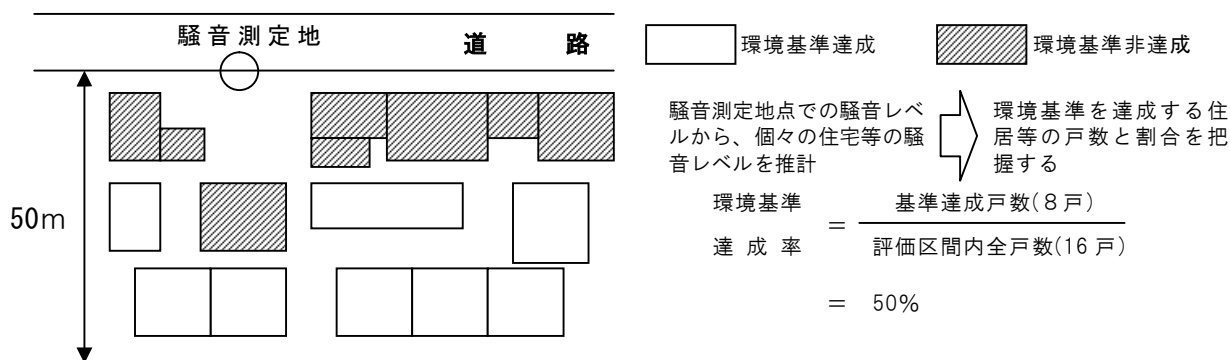 騒音測定地
道 路
環境基準達成
環境基準非達成
50m
騒音測定地点での騒音レベ
ルから、個々の住宅等の騒
音レベルを推計
環境基準を達成する住
居等の戸数と割合を把
握する
環境基準
達 成 率
=
基準達成戸数(8戸)
評価区間内全戸数(16戸)
= 50%